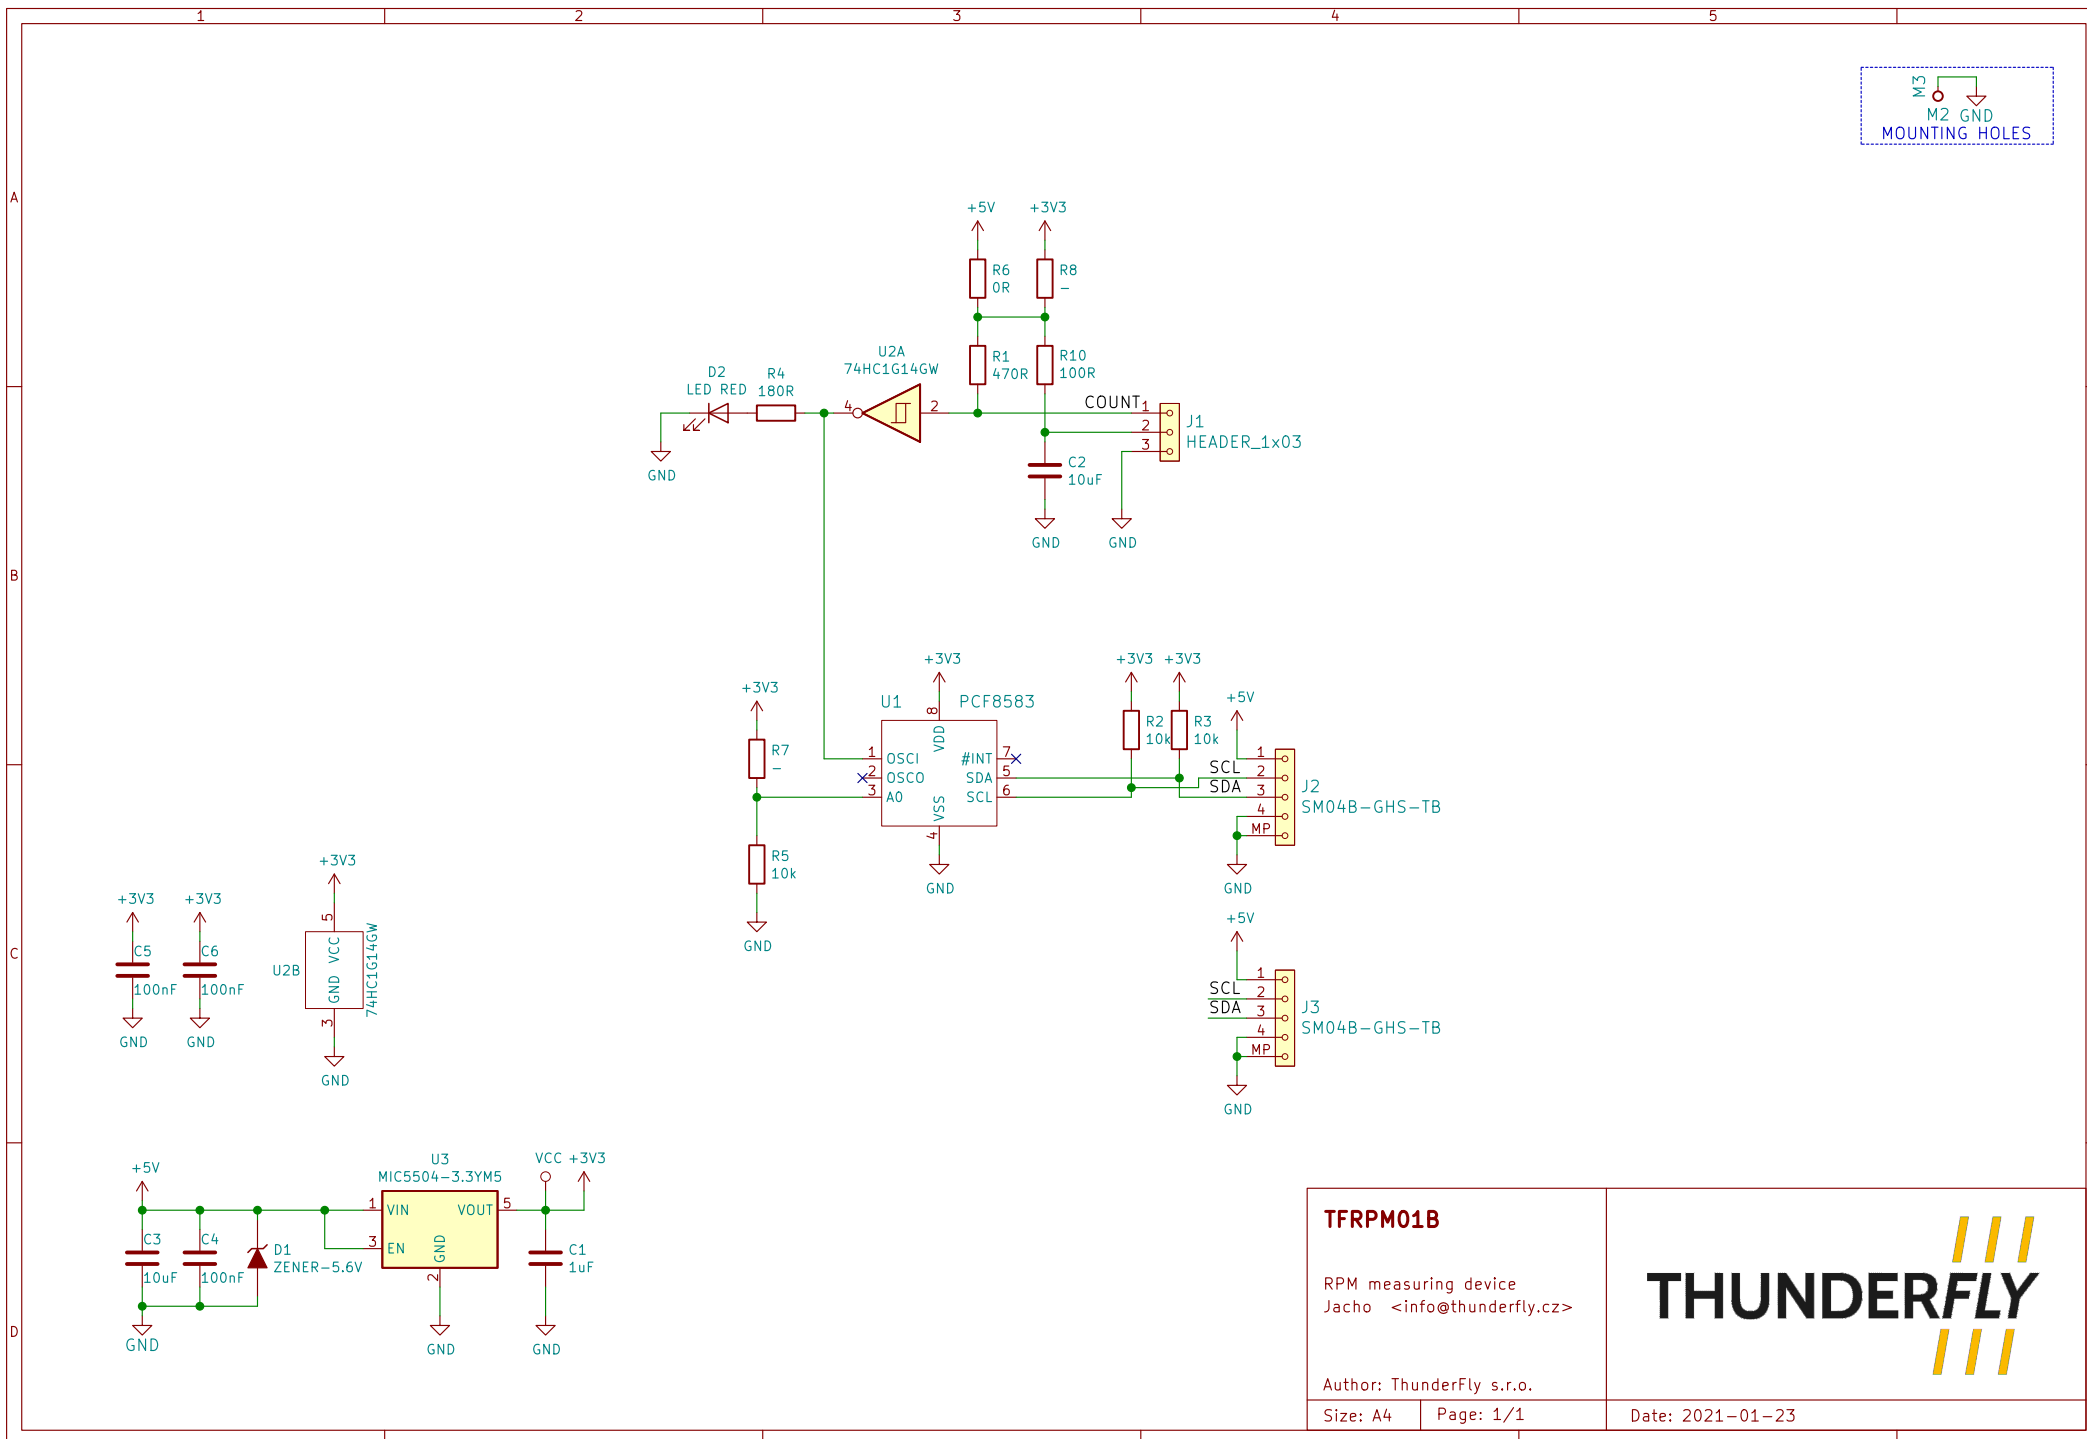 1 2 3 4 5
A
B
C
D
M3
M2 GND
MOUNTING HOLES
+5V +3V3
R6
0R
R8
–
R1
470R
R10
100R
U2A
74HC1G14GW
4 2
D2
LED RED
R4
180R
GND
COUNT
1
2
3
J1
HEADER_1x03
C2
10uF
GND GND
+3V3
R7
–
R5
10k
GND
+3V3
U1 PCF8583
8
VDD
1 OSCI
2 OSCO
3 A0
#INT 7
SDA 5
SCL 6
VSS
4
GND
+3V3 +3V3
R2
10k
R3
10k
+5V
SCL
SDA
1
2
3
4
MP
J2
SM04B-GHS-TB
GND
+5V
SCL
SDA
1
2
3
4
MP
J3
SM04B-GHS-TB
GND
+3V3 +3V3
C5
100nF
C6
100nF
GND GND
+3V3
5
VCC
GND
3
U2B
74HC1G14GW
GND
+5V
C3
10uF
C4
100nF
D1
ZENER-5.6V
GND
U3
MIC5504-3.3YM5
1 VIN
3 EN
VOUT 5
GND
2
GND
VCC +3V3
C1
1uF
GND
TFRPM01B
RPM measuring device
Jacho <info@thunderfly.cz>
Author: ThunderFly s.r.o.
Size: A4 Page: 1/1 Date: 2021-01-23
THUNDERFLY